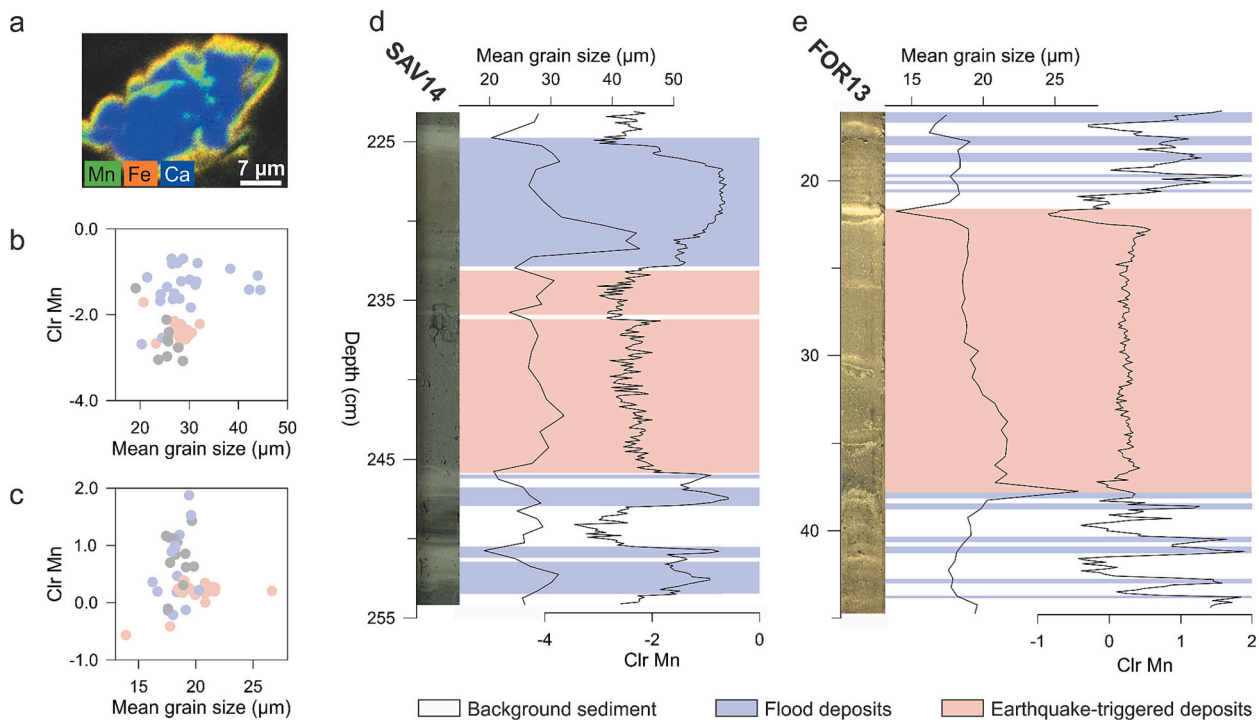 a
Mn Fe Ca 7 μm
b
0.0
-2.0
-4.0
Clr Mn
20 30 40 50
Mean grain size (μm)
c
2.0
1.0
0.0
-1.0
Clr Mn
15 20 25
Mean grain size (μm)
d
SAV14
Mean grain size (μm)
20 30 40 50
225
235
245
255
Depth (cm)
-4 -2 0
Clr Mn
e
FOR13
Mean grain size (μm)
15 20 25
20
30
40
-1 0 1 2
Clr Mn
Background sediment Flood deposits Earthquake-triggered deposits